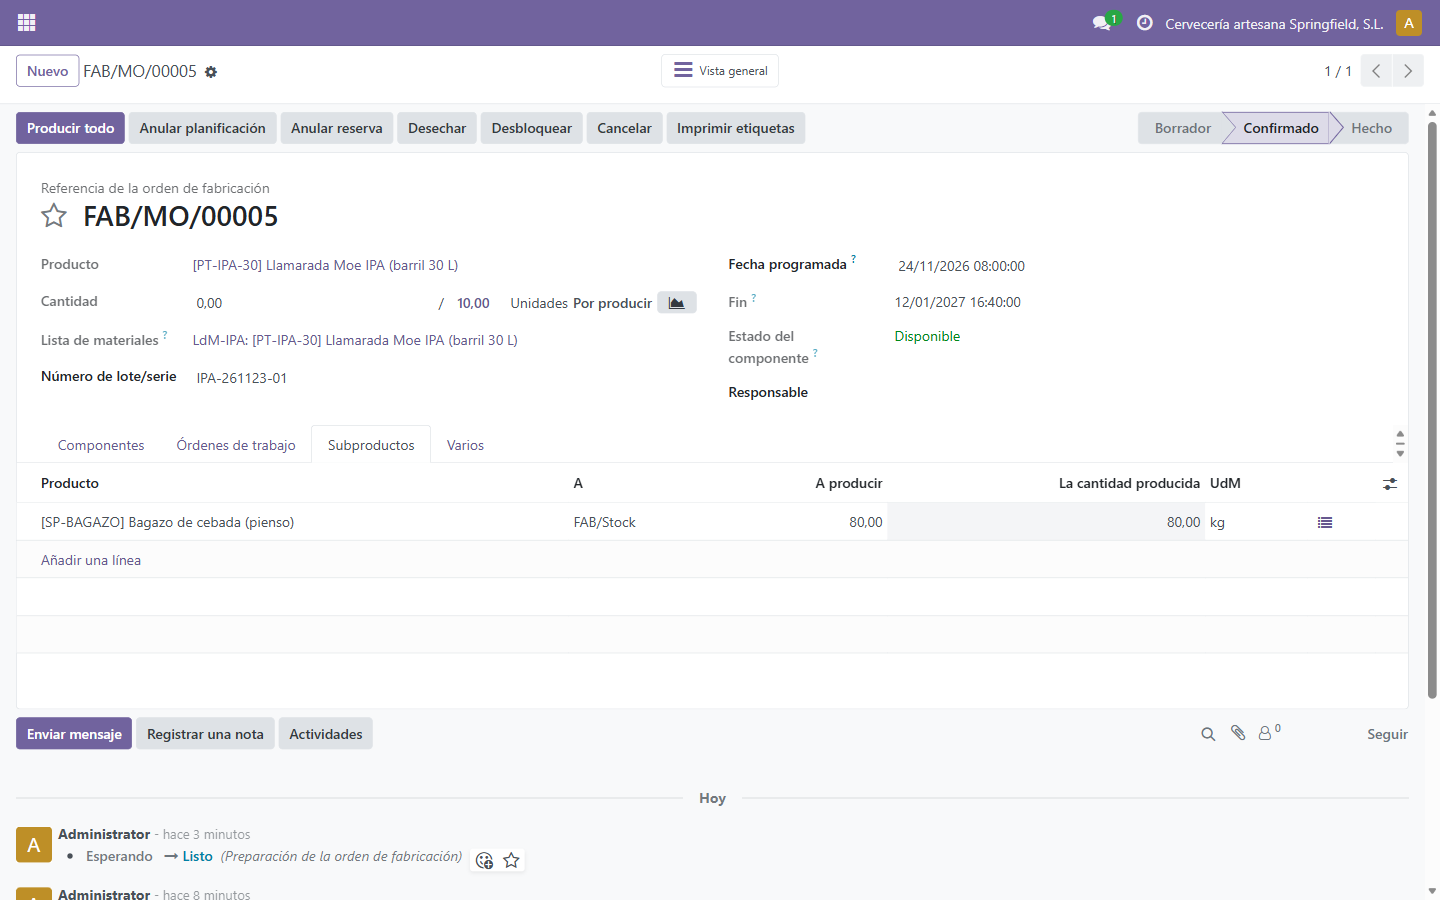 1
Cervecería artesana Springfield, S.L.
A
Nuevo
FAB/MO/00005
Vista general
1 / 1
Producir todo
Anular planificación
Anular reserva
Desechar
Desbloquear
Cancelar
Imprimir etiquetas
Borrador
Confirmado
Hecho
Referencia de la orden de fabricación
FAB/MO/00005
Producto
[PT-IPA-30] Llamarada Moe IPA (barril 30 L)
Fecha programada ?
24/11/2026 08:00:00
Cantidad
0,00 / 10,00 Unidades Por producir
Fin ?
12/01/2027 16:40:00
Lista de materiales ?
LdM-IPA: [PT-IPA-30] Llamarada Moe IPA (barril 30 L)
Estado del
componente ?
Disponible
Número de lote/serie
IPA-261123-01
Responsable
Componentes
Órdenes de trabajo
Subproductos
Varios
Producto A A producir La cantidad producida UdM
[SP-BAGAZO] Bagazo de cebada (pienso) FAB/Stock 80,00 80,00 kg
Añadir una línea
Enviar mensaje
Registrar una nota
Actividades
0
Seguir
Hoy
A
Administrator - hace 3 minutos
• Esperando → Listo (Preparación de la orden de fabricación)
Administrator - hace 8 minutos